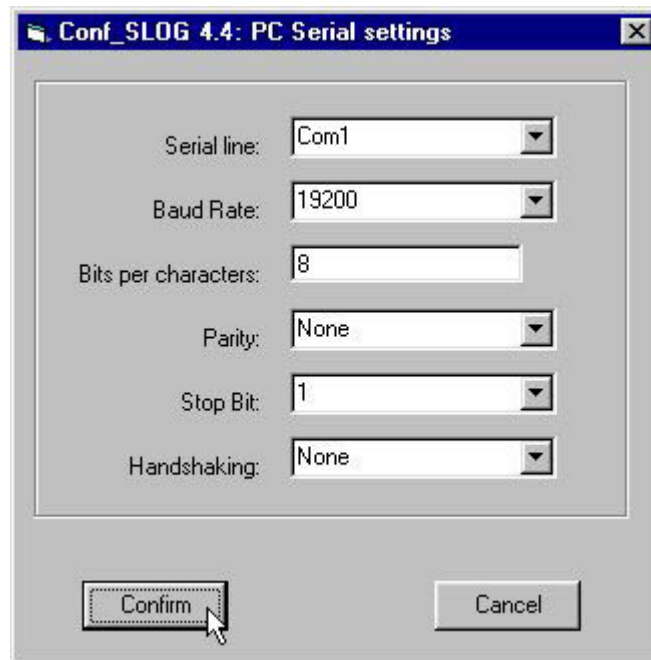 Conf_SLOG 4.4: PC Serial settings
Serial line: Com1
Baud Rate: 19200
Bits per characters: 8
Parity: None
Stop Bit: 1
Handshaking: None
Confirm Cancel